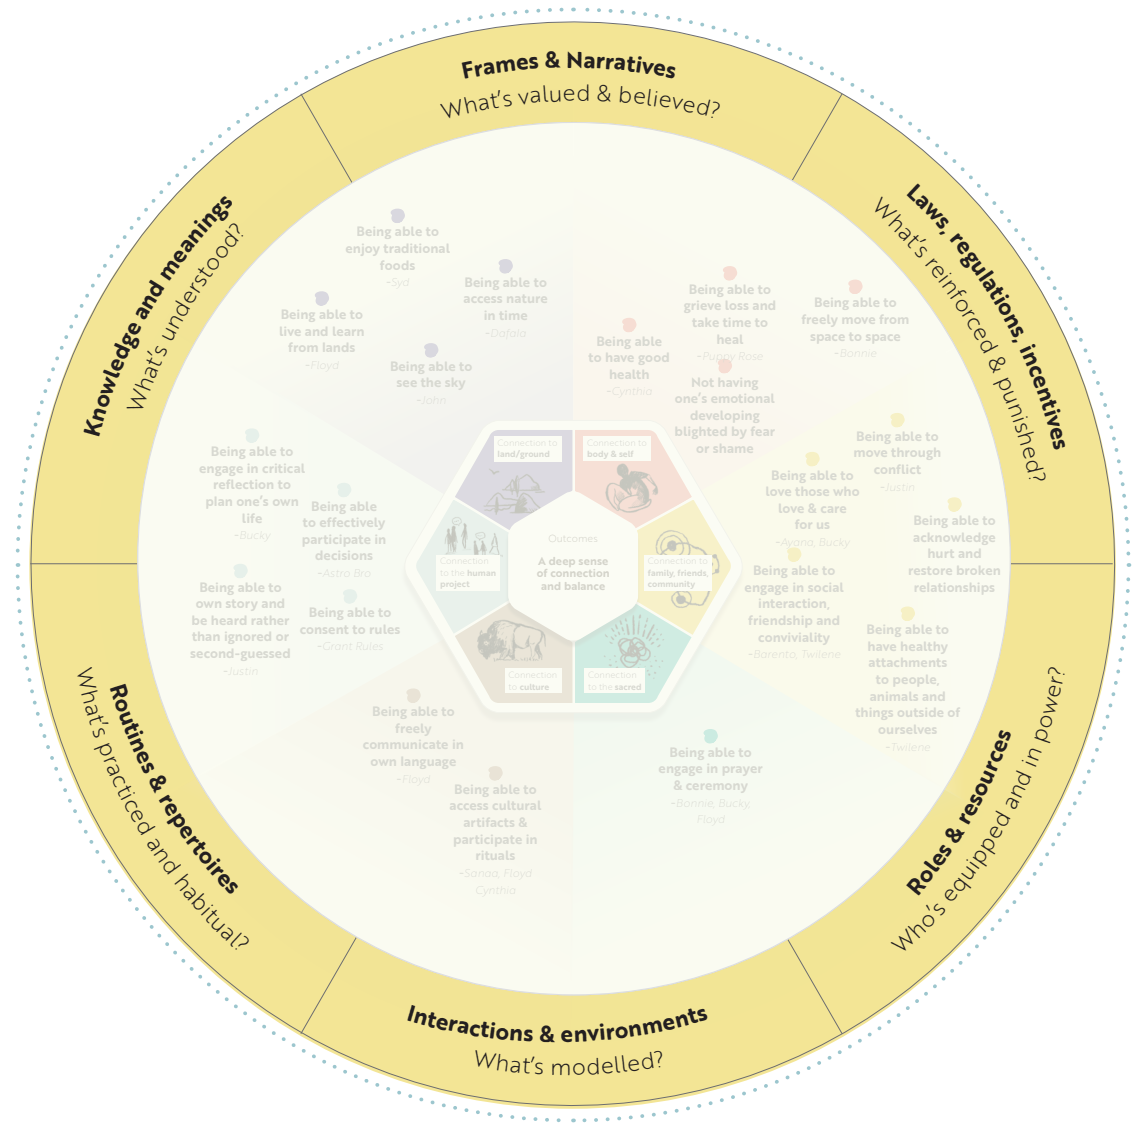 Frames & Narratives
What's valued & believed?
Laws, regulations, incentives
What's reinforced & punished?
Roles & resources
Who's equipped and in power?
Interactions & environments
What's modelled?
Routines & repertoires
What's practiced and habitual?
Knowledge and meanings
What's understood?
Being able to
enjoy traditional
foods
~Syd
Being able to
access nature
in time
~Dafala
Being able to
live and learn
from lands
~Floyd
Being able to
see the sky
~John
Being able to
grieve loss and
take time to
heal
~Puppy Rose
Being able to
freely move from
space to space
~Bonnie
Being able
to have good
health
~Cynthia
Not having
one's emotional
developing
blighted by fear
or shame
Being able to
move through
conflict
~Justin
Being able to
love those who
love & care
for us
~Ayana, Bucky
Being able to
acknowledge
hurt and
restore broken
relationships
Being able to
engage in social
interaction,
friendship and
conviviality
~Barento, Twilene
Being able to
have healthy
attachments
to people,
animals and
things outside of
ourselves
~Twilene
Being able to
engage in critical
reflection to
plan one's own
life
~Bucky
Being able
to effectively
participate in
decisions
~Astra Bro
Being able to
own story and
be heard rather
than ignored or
second-guessed
~Justin
Being able to
consent to rules
~Grant Rules
Being able to
freely
communicate in
own language
~Floyd
Being able to
access cultural
artifacts &
participate in
rituals
~Sanaa, Floyd
Cynthia
Being able to
engage in prayer
& ceremony
~Bonnie, Bucky,
Floyd
Connection to
land/ground
Connection to
body & self
Connection
to the human
project
Connection to
family, friends,
community
Connection
to culture
Connection
to the sacred
Outcomes
A deep sense
of connection
and balance